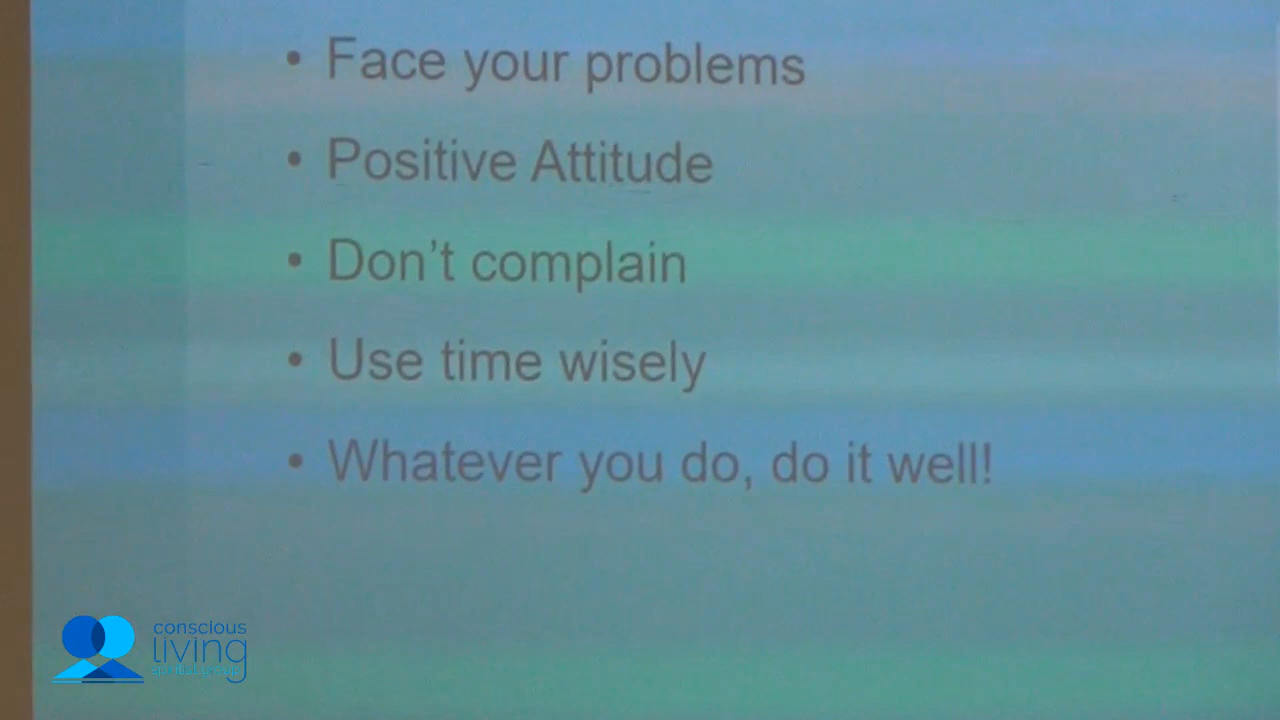 • Face your problems
• Positive Attitude
• Don't complain
• Use time wisely
• Whatever you do, do it well!
conscious
living